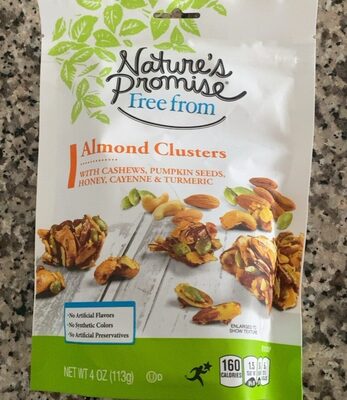 Nature's
Promise®
Free from
Almond Clusters
WITH CASHEWS, PUMPKIN SEEDS,
HONEY, CAYENNE & TURMERIC
•No Artificial Flavors
•No Synthetic Colors
•No Artificial Preservatives
ENLARGED TO
SHOW TEXTURE
160
CALORIES
NET WT 4 OZ (113g)